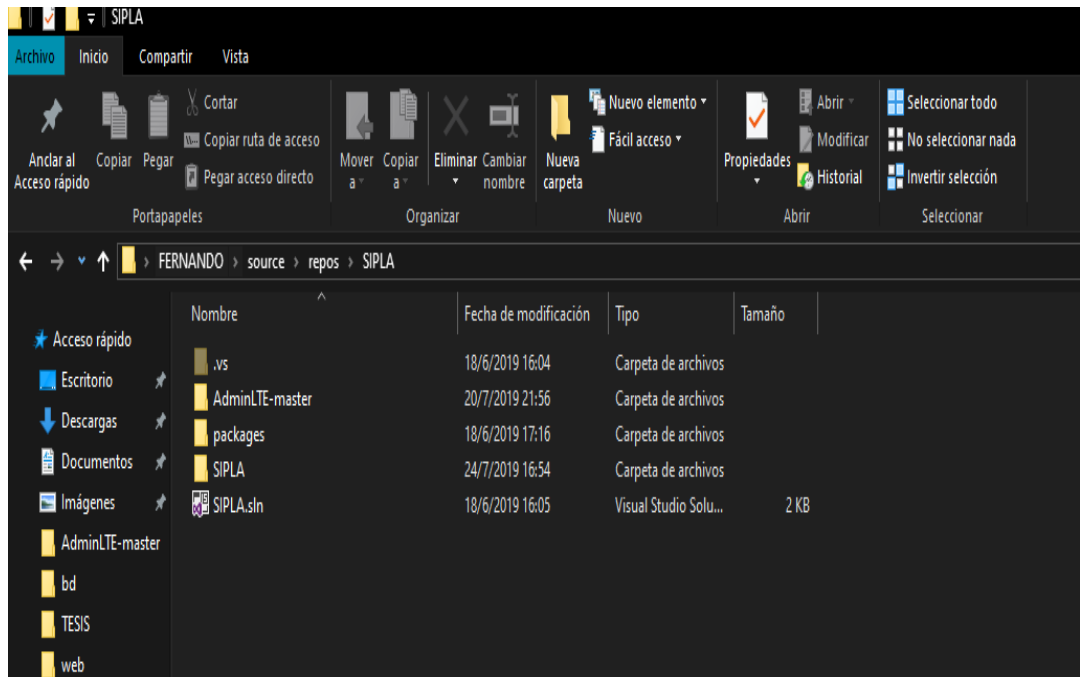 SIPLA
Archivo Inicio Compartir Vista
Anclar al Acceso rápido
Copiar
Pegar
Cortar
Copiar ruta de acceso
Pegar acceso directo
Mover a
Copiar a
Eliminar
Cambiar nombre
Nueva carpeta
Nuevo elemento
Fácil acceso
Propiedades
Abrir
Modificar
Historial
Seleccionar todo
No seleccionar nada
Invertir selección
Portapapeles Organizar Nuevo Abrir Seleccionar
FERNANDO > source > repos > SIPLA
Nombre Fecha de modificación Tipo Tamaño
Acceso rápido
Escritorio
Descargas
Documentos
Imágenes
AdminLTE-master
bd
TESIS
web
.vs 18/6/2019 16:04 Carpeta de archivos
AdminLTE-master 20/7/2019 21:56 Carpeta de archivos
packages 18/6/2019 17:16 Carpeta de archivos
SIPLA 24/7/2019 16:54 Carpeta de archivos
SIPLA.sln 18/6/2019 16:05 Visual Studio Solu... 2 KB